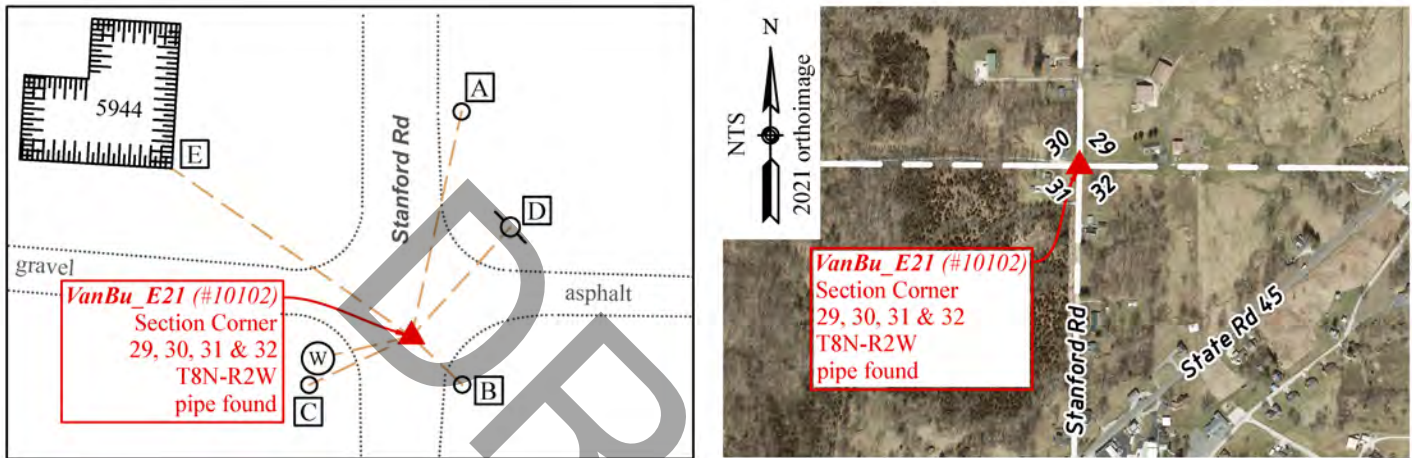 5944
A
E
D
Stanford Rd
gravel
asphalt
VanBu_E21 (#10102)
Section Corner
29, 30, 31 & 32
T8N-R2W
pipe found
W
C
B
DR
N
NTS
2021 orthoimage
30 29
31 32
VanBu_E21 (#10102)
Section Corner
29, 30, 31 & 32
T8N-R2W
pipe found
Stanford Rd
State Rd 45